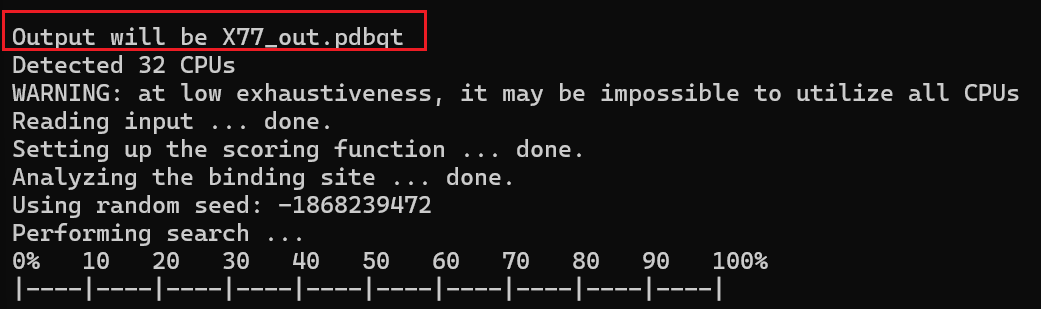 Output will be X77_out.pdbqt
Detected 32 CPUs
WARNING: at low exhaustiveness, it may be impossible to utilize all CPUs
Reading input ... done.
Setting up the scoring function ... done.
Analyzing the binding site ... done.
Using random seed: -1868239472
Performing search ...
0%   10   20   30   40   50   60   70   80   90   100%
|----|----|----|----|----|----|----|----|----|----|